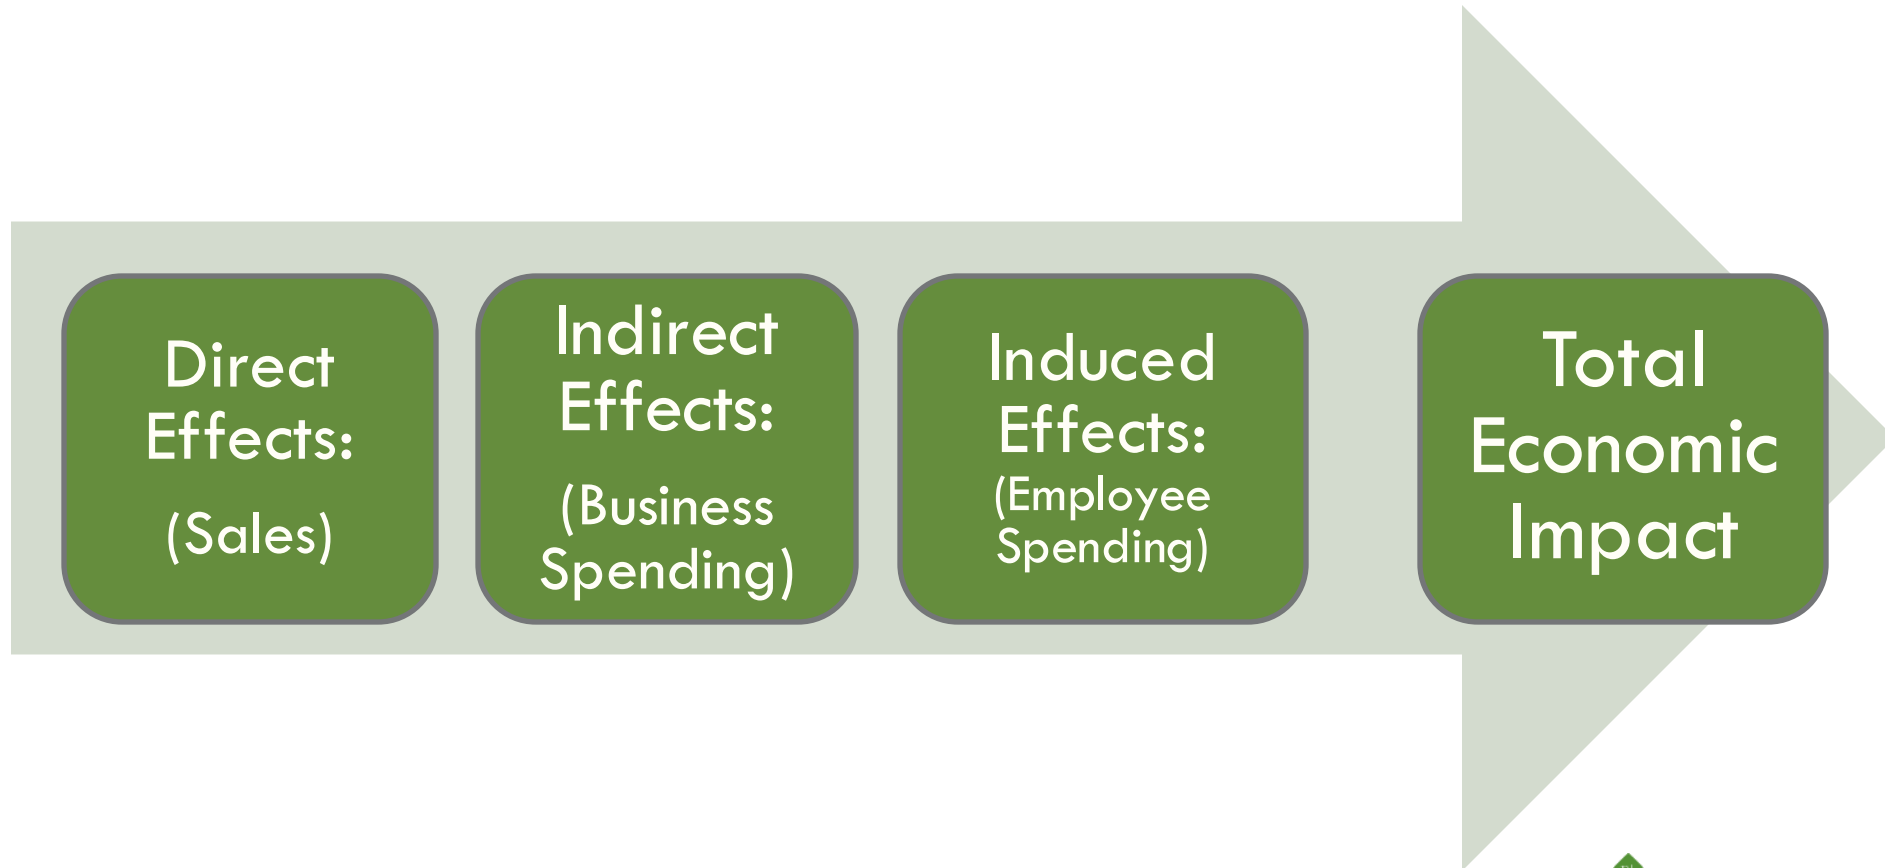 Direct
Effects:
(Sales)
Indirect
Effects:
(Business
Spending)
Induced
Effects:
(Employee
Spending)
Total
Economic
Impact